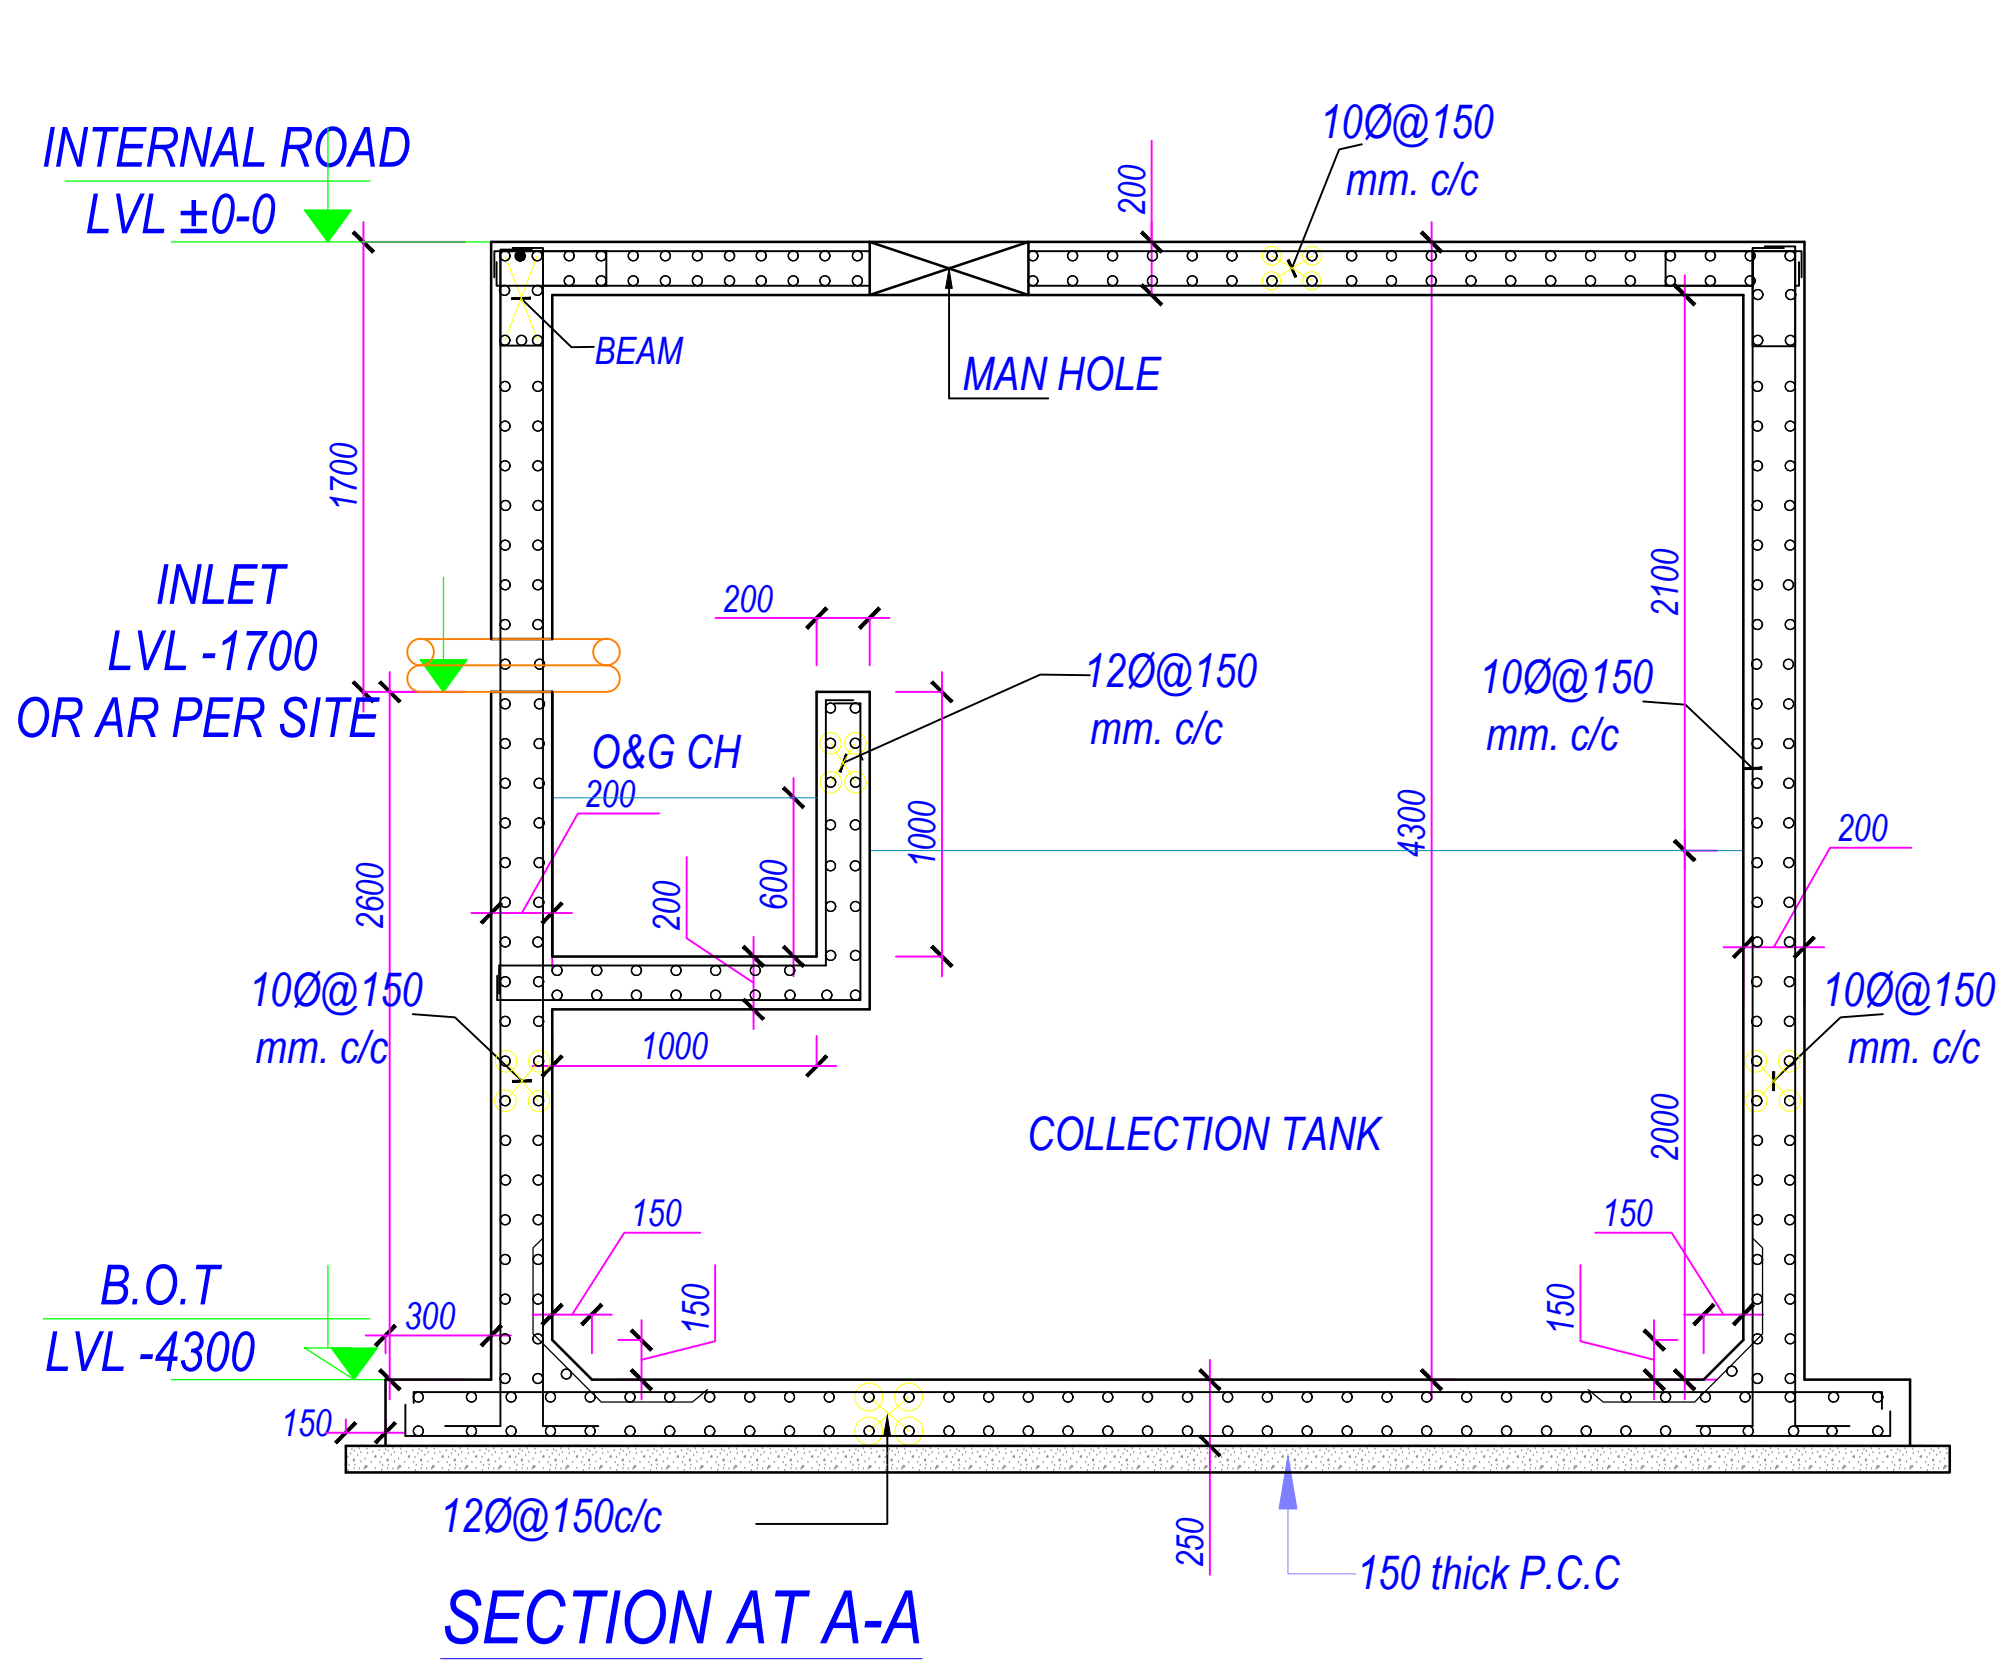 10Ø@150
mm. c/c
INTERNAL ROAD
LVL ±0-0
200
BEAM
MAN HOLE
1700
INLET
LVL -1700
OR AR PER SITE
200
12Ø@150
mm. c/c
10Ø@150
mm. c/c
2100
O&G CH
200
200
600
1000
4300
200
2600
10Ø@150
mm. c/c
1000
10Ø@150
mm. c/c
COLLECTION TANK
2000
150
150
150
150
B.O.T
LVL -4300
300
150
12Ø@150c/c
250
150 thick P.C.C
SECTION AT A-A